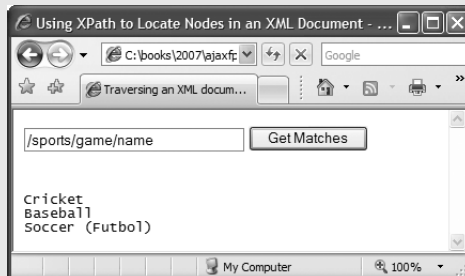 Using XPath to Locate Nodes in an XML Document - ...
C:\books\2007\ajaxfp
Google
Traversing an XML docum...
/sports/game/name
Get Matches
Cricket
Baseball
Soccer (Futbol)
My Computer
100%